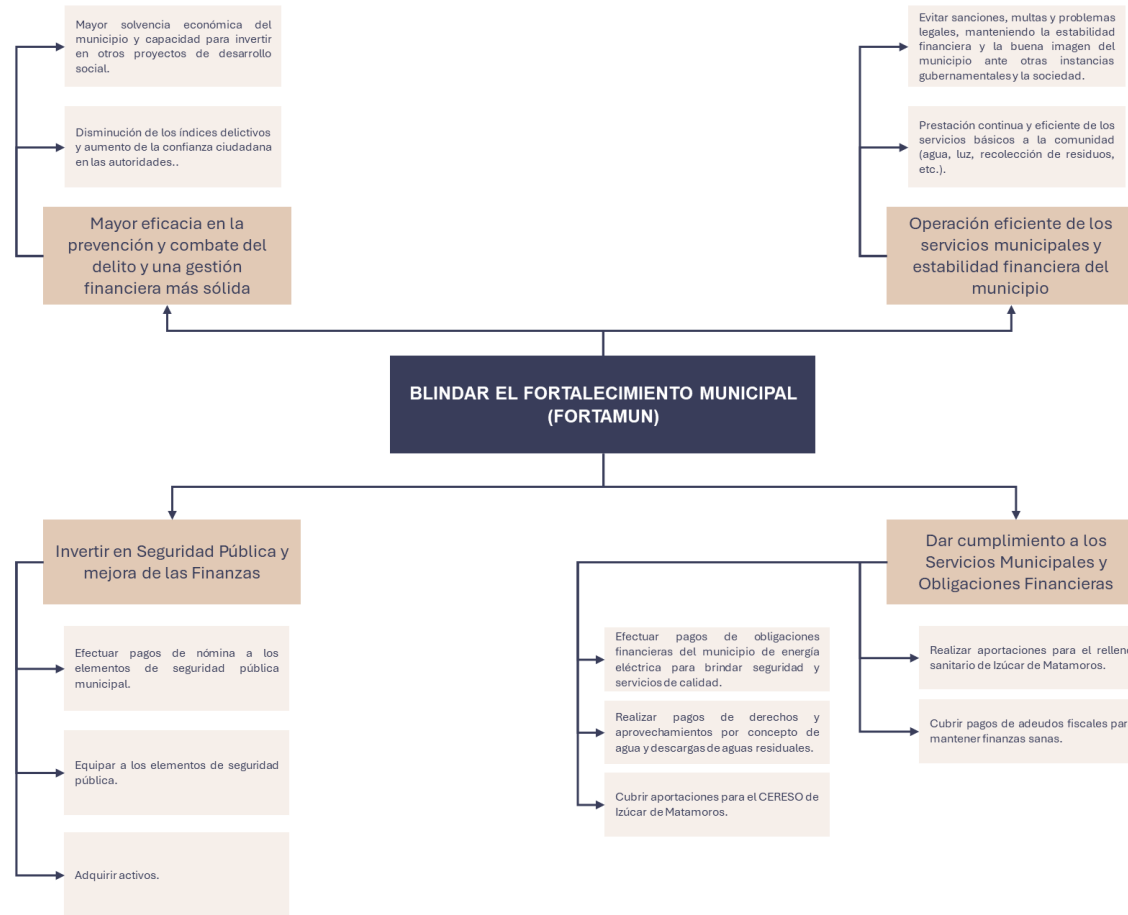 Mayor solvencia económica del
municipio y capacidad para invertir
en otros proyectos de desarrollo
social.
Disminución de los índices delictivos
y aumento de la confianza ciudadana
en las autoridades..
Mayor eficacia en la
prevención y combate del
delito y una gestión
financiera más sólida
Evitar sanciones, multas y problemas
legales, manteniendo la estabilidad
financiera y la buena imagen del
municipio ante otras instancias
gubernamentales y la sociedad.
Prestación continua y eficiente de los
servicios básicos a la comunidad
(agua, luz, recolección de residuos,
etc.).
Operación eficiente de los
servicios municipales y
estabilidad financiera del
municipio
BLINDAR EL FORTALECIMIENTO MUNICIPAL
(FORTAMUN)
Invertir en Seguridad Pública y
mejora de las Finanzas
Efectuar pagos de nómina a los
elementos de seguridad pública
municipal.
Equipar a los elementos de seguridad
pública.
Adquirir activos.
Dar cumplimiento a los
Servicios Municipales y
Obligaciones Financieras
Efectuar pagos de obligaciones
financieras del municipio de energía
eléctrica para brindar seguridad y
servicios de calidad.
Realizar pagos de derechos y
aprovechamientos por concepto de
agua y descargas de aguas residuales.
Cubrir aportaciones para el CERESO de
Izúcar de Matamoros.
Realizar aportaciones para el
sanitario de Izúcar de Matamoros.
Cubrir pagos de adeudos fiscales
mantener finanzas sanas.